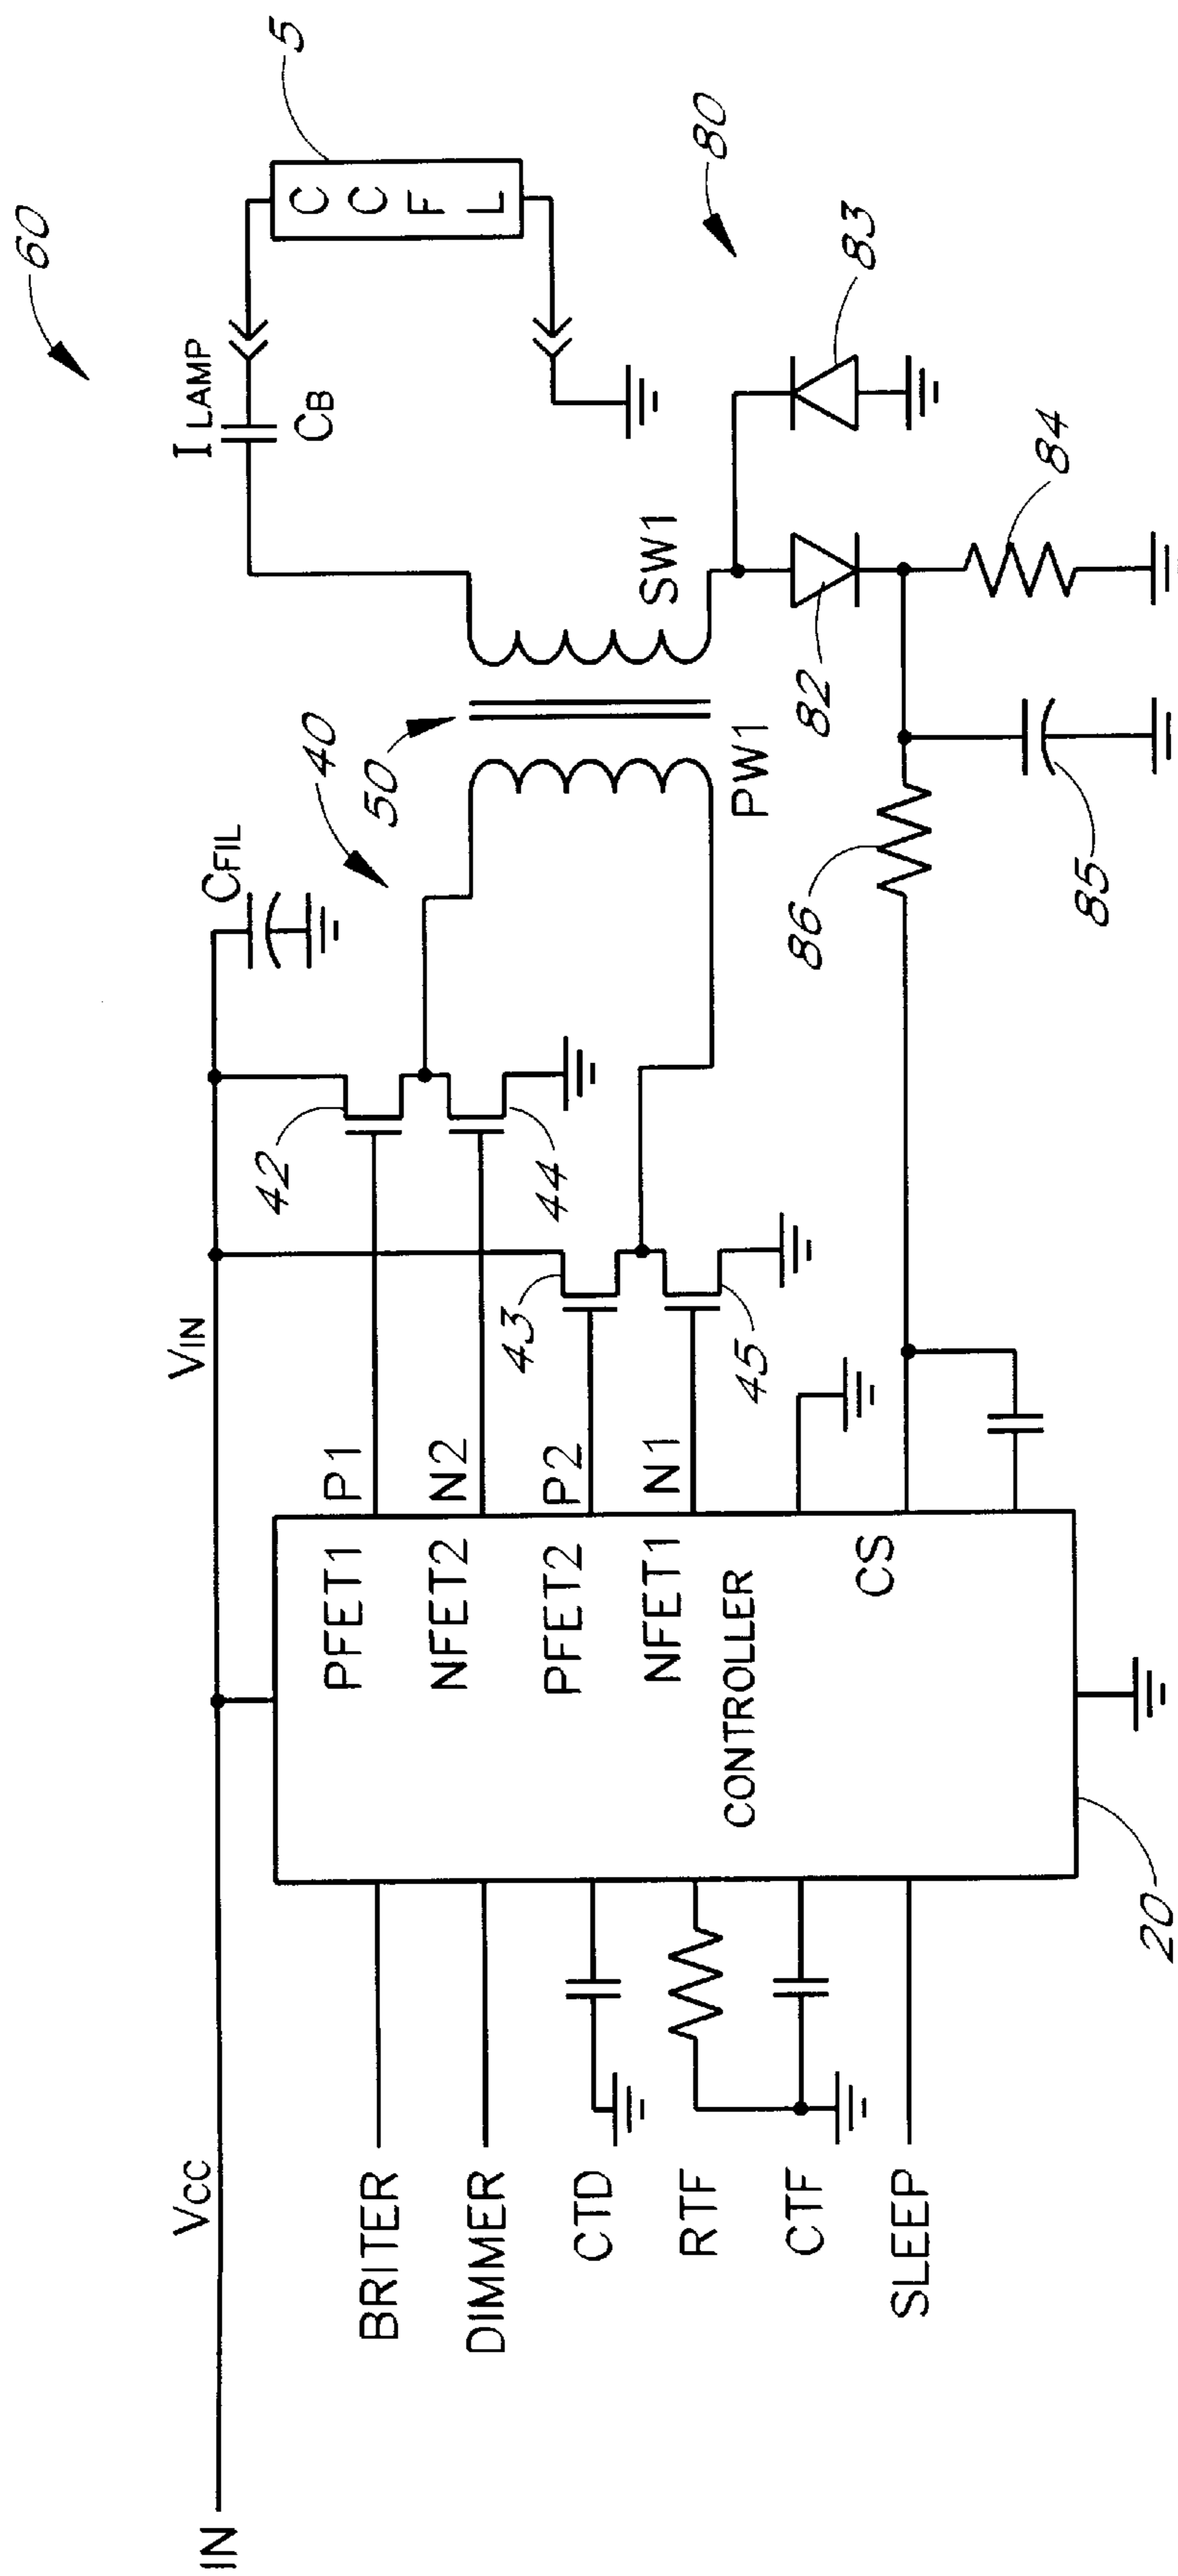 60
5
I LAMP
CB
CCFL
80
83
84
SW1
82
40
50
PW1
CFIL
86
85
42
44
43
45
VIN
P1
N2
P2
N1
PFET1
NFET2
PFET2
NFET1
CONTROLLER
CS
20
VCC
BRITER
DIMMER
CTD
RTF
CTF
SLEEP
IN